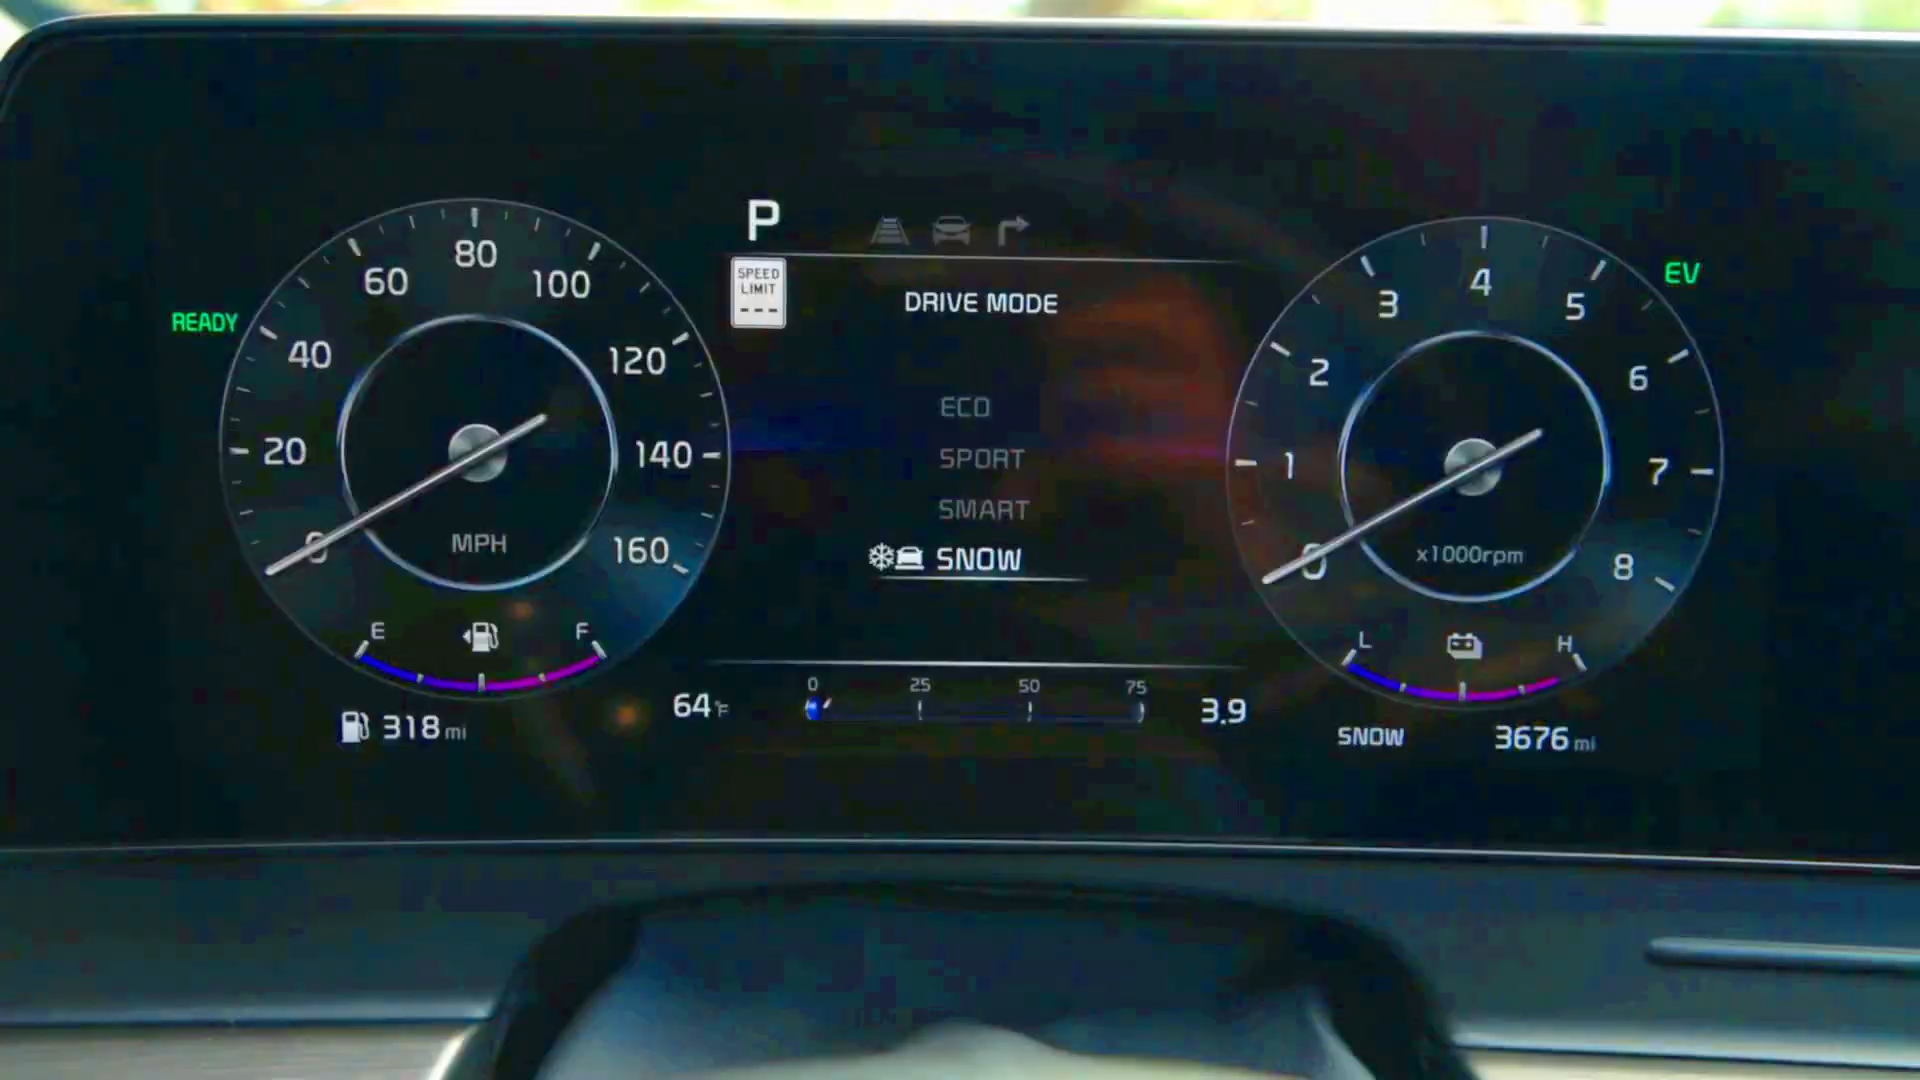 READY
0
20
40
60
80
100
120
140
160
MPH
E
F
318 mi
P
SPEED
LIMIT
---
DRIVE MODE
ECO
SPORT
SMART
SNOW
64°F
0 25 50 75
3.9
EV
0
1
2
3
4
5
6
7
8
x1000rpm
L
H
SNOW
3676 mi